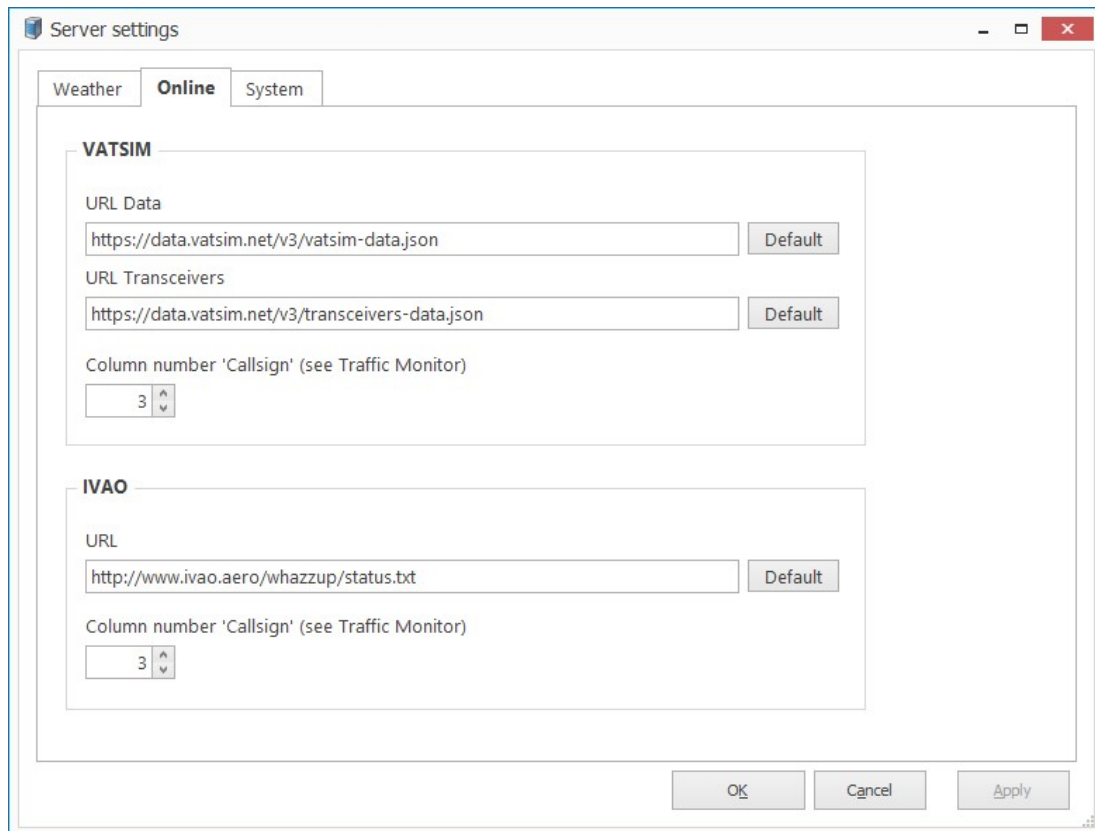 Server settings
Weather Online System
VATSIM
URL Data
https://data.vatsim.net/v3/vatsim-data.json Default
URL Transceivers
https://data.vatsim.net/v3/transceivers-data.json Default
Column number 'Callsign' (see Traffic Monitor)
3
IVAO
URL
http://www.ivao.aero/whazzup/status.txt Default
Column number 'Callsign' (see Traffic Monitor)
3
OK Cancel Apply